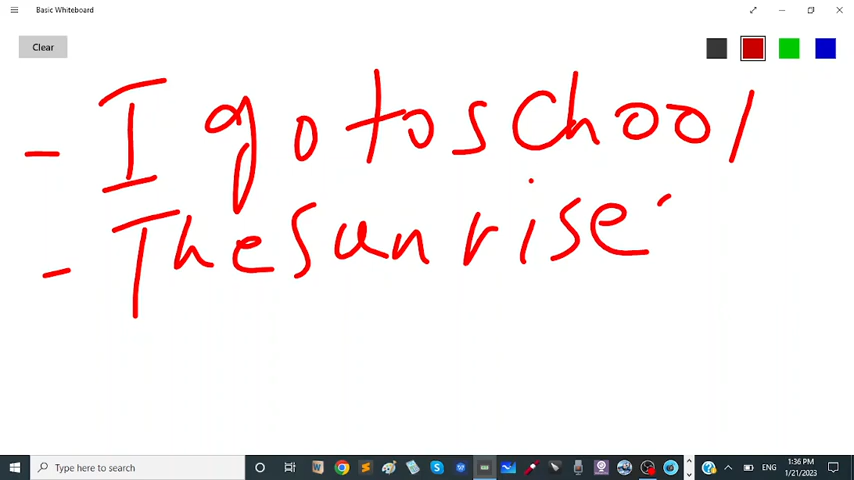 Basic Whiteboard
Clear
- I go to school
- The sun rise
Type here to search
ENG
1:36 PM
1/21/2023